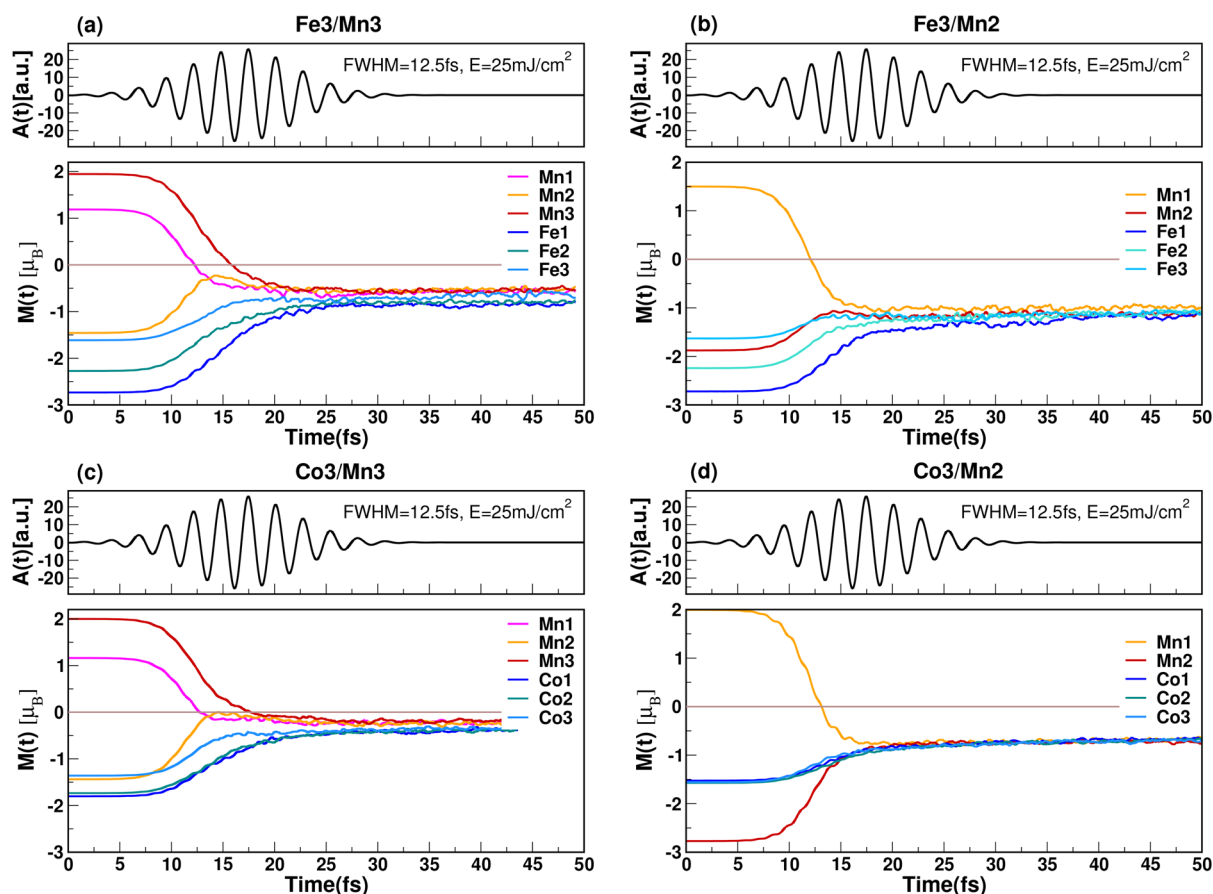 (a) Fe3/Mn3
A(t)[a.u.]
20
10
0
-10
-20
FWHM=12.5fs, E=25mJ/cm²
M(t) [μB]
2
1
0
-1
-2
-3
Mn1
Mn2
Mn3
Fe1
Fe2
Fe3
0 5 10 15 20 25 30 35 40 45 50
Time(fs)
(b) Fe3/Mn2
A(t)[a.u.]
20
10
0
-10
-20
FWHM=12.5fs, E=25mJ/cm²
M(t) [μB]
2
1
0
-1
-2
-3
Mn1
Mn2
Fe1
Fe2
Fe3
0 5 10 15 20 25 30 35 40 45 50
Time(fs)
(c) Co3/Mn3
A(t)[a.u.]
20
10
0
-10
-20
FWHM=12.5fs, E=25mJ/cm²
M(t) [μB]
2
1
0
-1
-2
-3
Mn1
Mn2
Mn3
Co1
Co2
Co3
0 5 10 15 20 25 30 35 40 45 50
Time(fs)
(d) Co3/Mn2
A(t)[a.u.]
20
10
0
-10
-20
FWHM=12.5fs, E=25mJ/cm²
M(t) [μB]
2
1
0
-1
-2
-3
Mn1
Mn2
Co1
Co2
Co3
0 5 10 15 20 25 30 35 40 45 50
Time(fs)